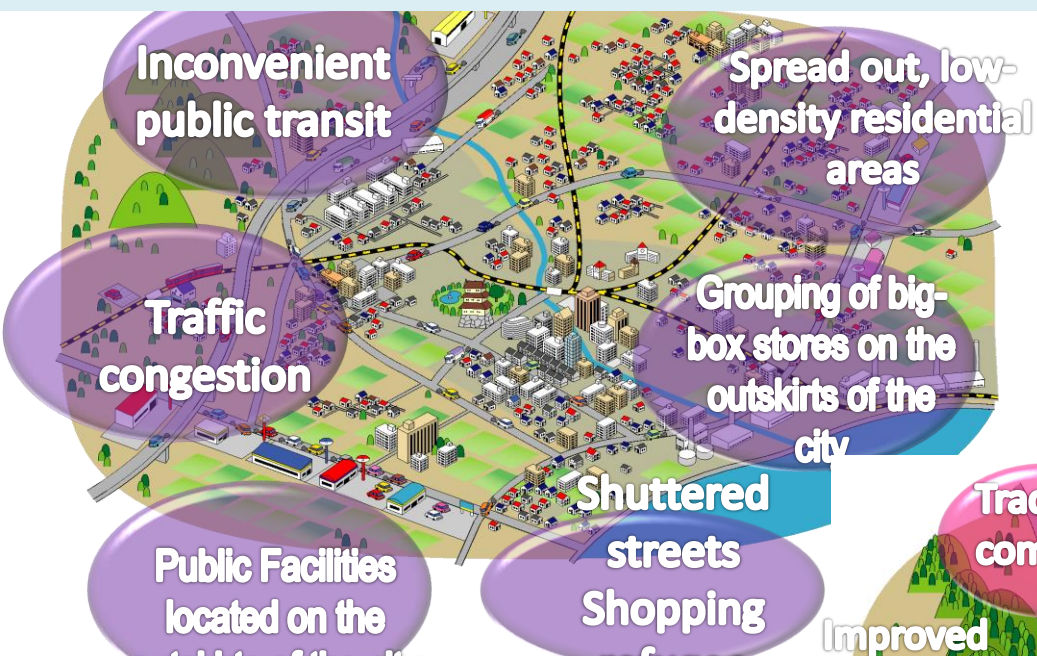 Inconvenient
public transit
Spread out, low-
density residential
areas
Traffic
congestion
Grouping of big-
box stores on the
outskirts of the
city
Public Facilities
located on the
Shuttered
streets
Shopping
Improved